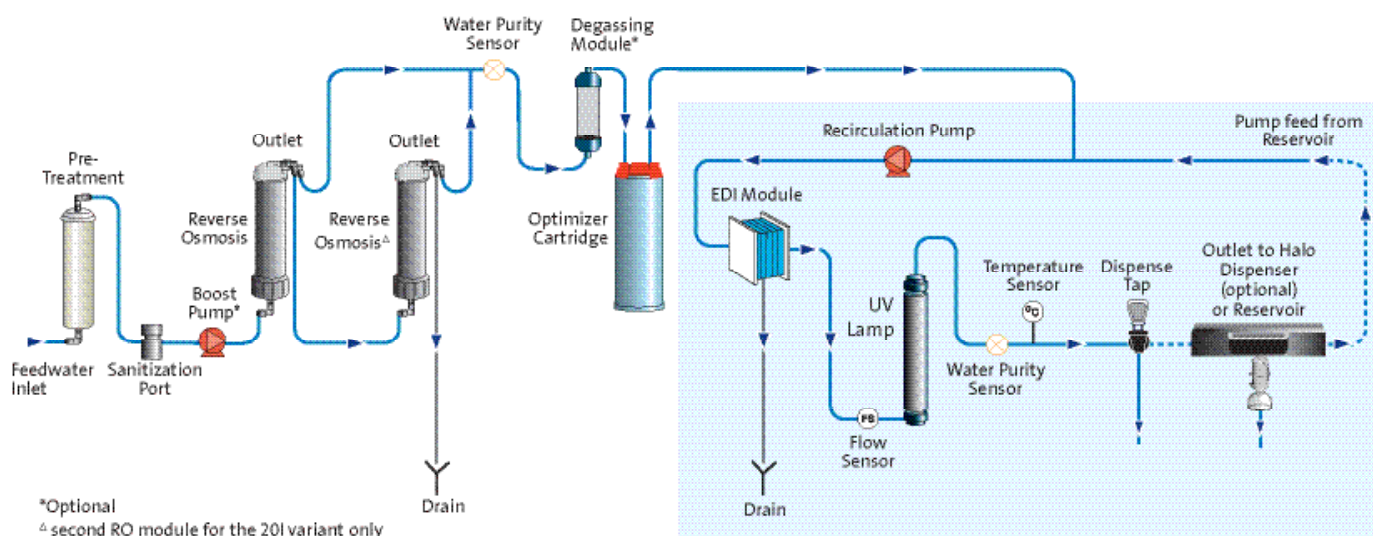 Water Purity
Sensor
Degassing
Module*
Outlet
Outlet
Recirculation Pump
Pump feed from
Reservoir
Pre-
Treatment
EDI Module
Reverse
Osmosis
Reverse
Osmosis△
Optimizer
Cartridge
Temperature
Sensor
Dispense
Tap
Outlet to Halo
Dispenser
(optional)
or Reservoir
Boost
Pump*
UV
Lamp
°C
Feedwater
Inlet
Sanitization
Port
Water Purity
Sensor
FS
Flow
Sensor
Drain
Drain
*Optional
△ second RO module for the 20I variant only